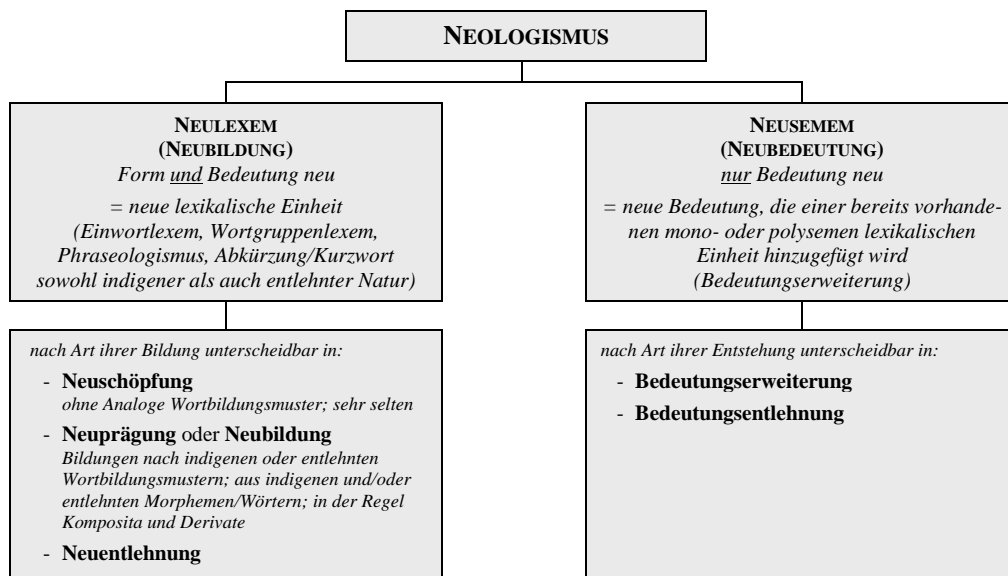 NEOLOGISMUS
NEULEXEM
(NEUBILDUNG)
Form und Bedeutung neu
= neue lexikalische Einheit
(Einwortlexem, Wortgruppenlexem,
Phraseologismus, Abkürzung/Kurzwort
sowohl indigener als auch entlehnter Natur)
nach Art ihrer Bildung unterscheidbar in:
- Neuschöpfung
ohne Analoge Wortbildungsmuster; sehr selten
- Neuprägung oder Neubildung
Bildungen nach indigenen oder entlehnten
Wortbildungsmustern; aus indigenen und/oder
entlehnten Morphemen/Wörtern; in der Regel
Komposita und Derivate
- Neuentlehnung
NEUSEMEM
(NEUBEDEUTUNG)
nur Bedeutung neu
= neue Bedeutung, die einer bereits vorhande-
nen mono- oder polysemen lexikalischen
Einheit hinzugefügt wird
(Bedeutungserweiterung)
nach Art ihrer Entstehung unterscheidbar in:
- Bedeutungserweiterung
- Bedeutungsentlehnung